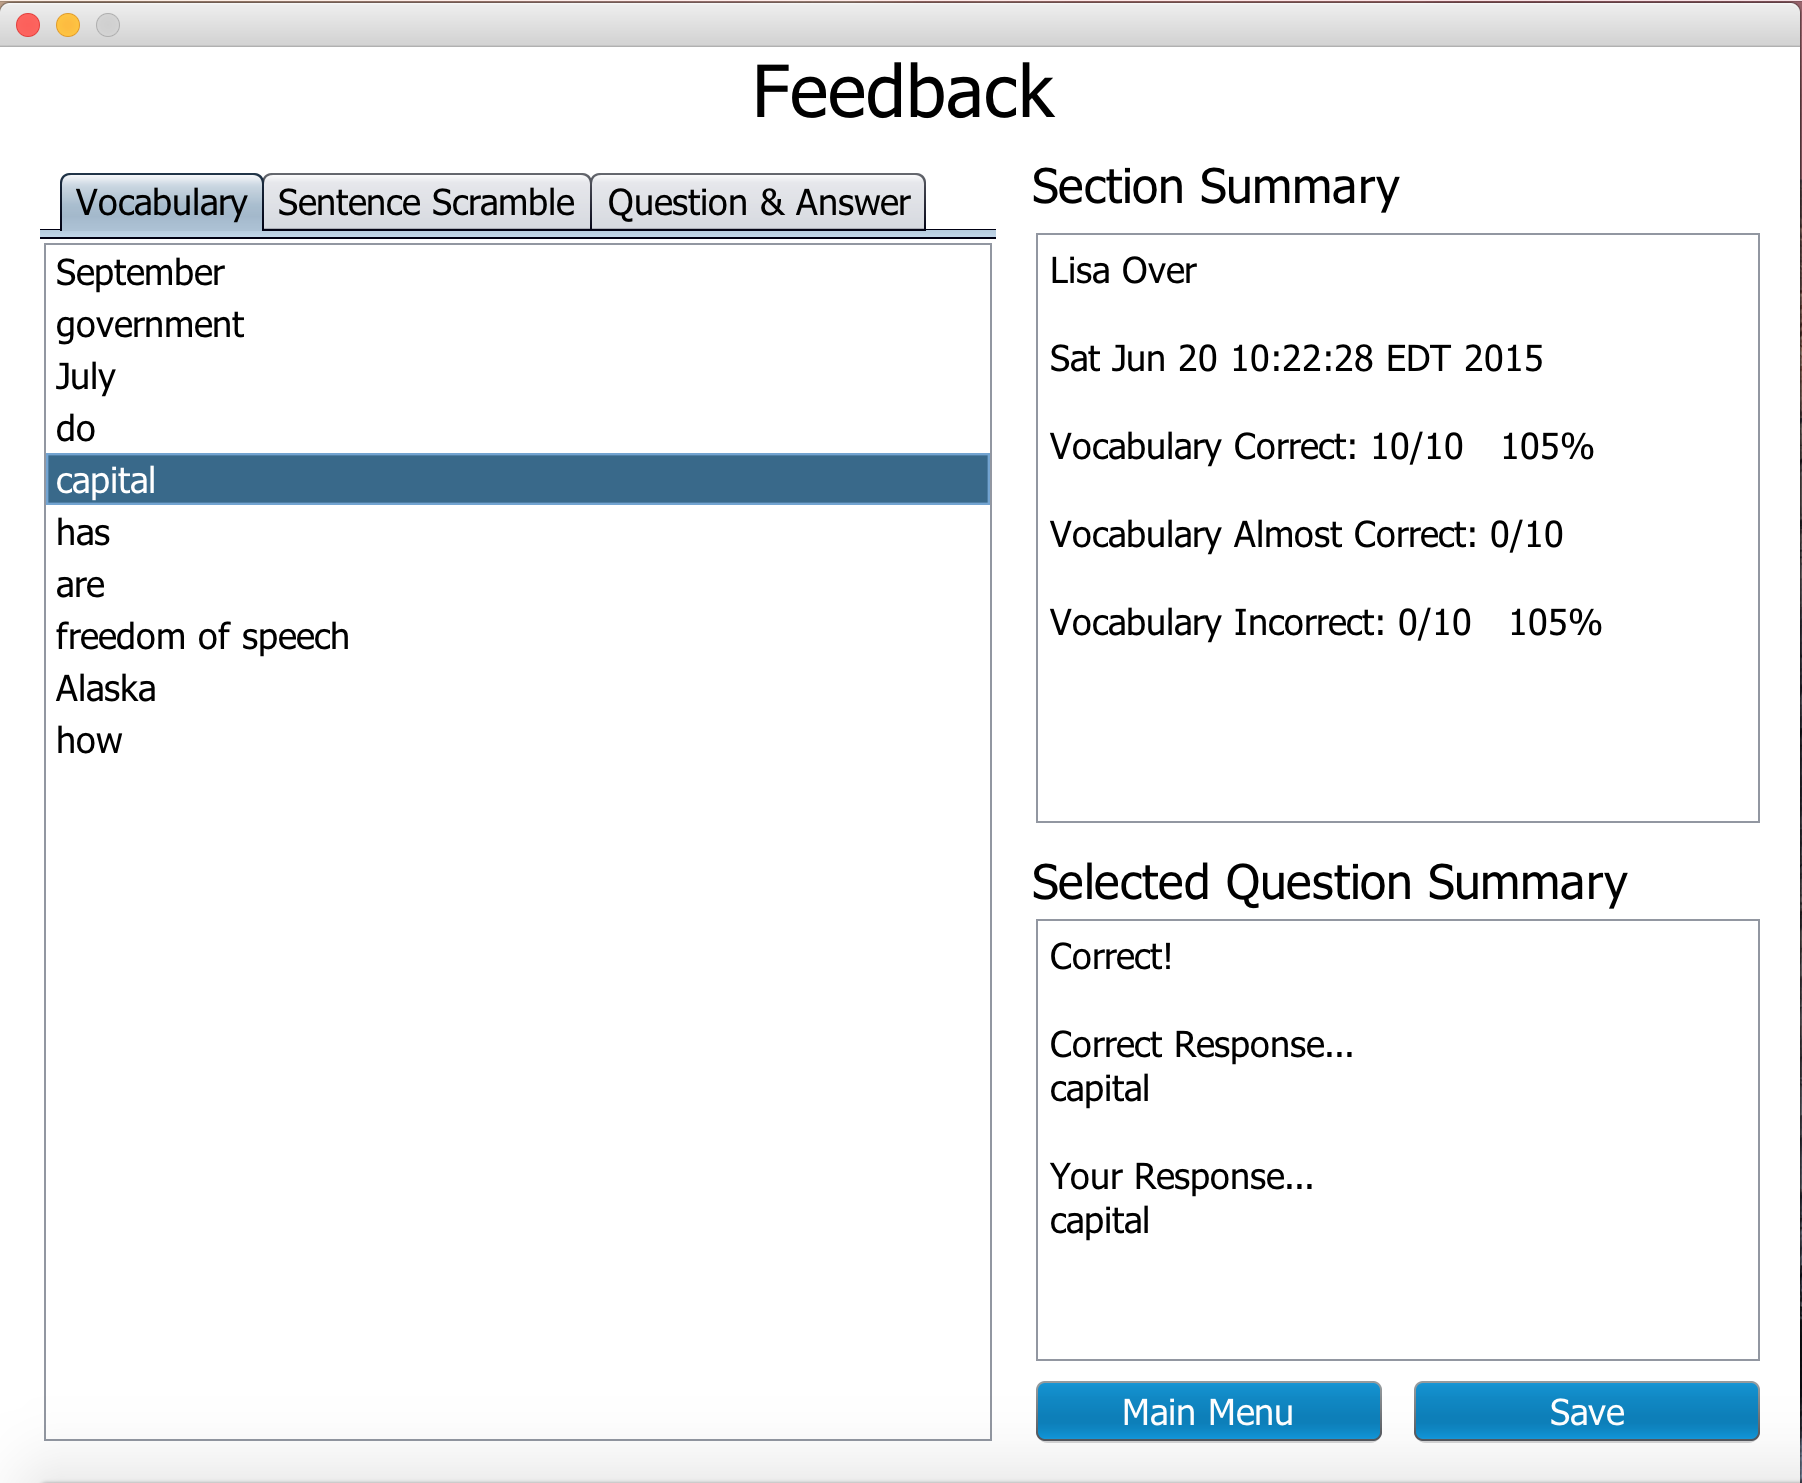 Feedback
Vocabulary
Sentence Scramble
Question & Answer
September
government
July
do
capital
has
are
freedom of speech
Alaska
how
Section Summary
Lisa Over
Sat Jun 20 10:22:28 EDT 2015
Vocabulary Correct: 10/10 105%
Vocabulary Almost Correct: 0/10
Vocabulary Incorrect: 0/10 105%
Selected Question Summary
Correct!
Correct Response...
capital
Your Response...
capital
Main Menu
Save